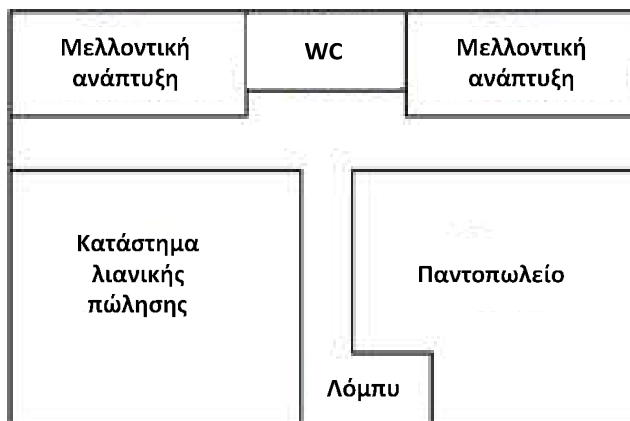 Μελλοντική
ανάπτυξη
WC
Μελλοντική
ανάπτυξη
Κατάστημα
λιανικής
πώλησης
Παντοπωλείο
Λόμπυ